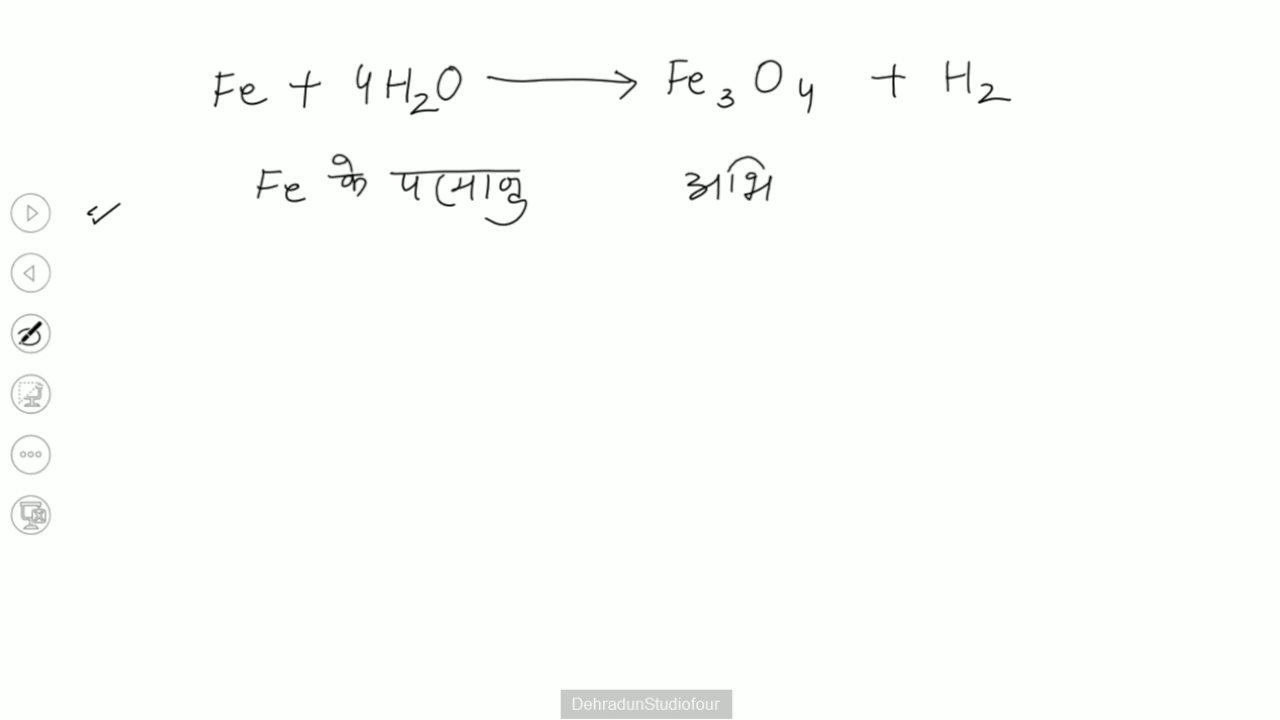 Fe + 4H₂O ⟶ Fe₃O₄ + H₂
Fe के परमाणु अभि
DehradunStudiofour